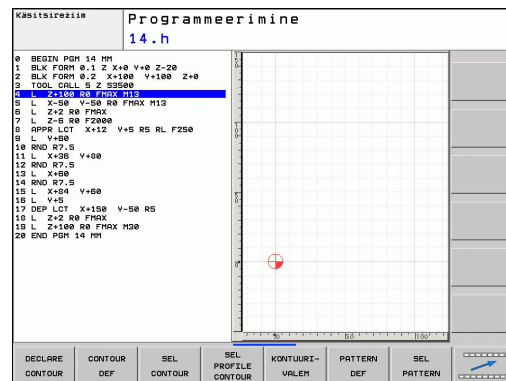 Käsitsirežiim
Programmeerimine
14.h
0 BEGIN PGM 14 MM
1 BLK FORM 0.1 Z X+0 Y+0 Z-20
2 BLK FORM 0.2 X+100 Y+100 Z+0
3 TOOL CALL 5 Z S3500
4 L Z+100 R0 FMAX M13
5 L X-50 Y-50 R0 FMAX M13
6 L Z+2 R0 FMAX
7 L Z-6 R0 F2000
8 APPR LCT X+12 Y+5 R5 RL F250
9 L Y+60
10 RND R7.5
11 L X+36 Y+80
12 RND R7.5
13 L X+60
14 RND R7.5
15 L X+84 Y+60
16 L Y+5
17 DEP LCT X+150 Y-50 R5
18 L Z+2 R0 FMAX
19 L Z+100 R0 FMAX M30
20 END PGM 14 MM
0
50
100
DECLARE CONTOUR
CONTOUR DEF
SEL CONTOUR
SEL PROFILE CONTOUR
KONTUURI-VALEM
PATTERN DEF
SEL PATTERN